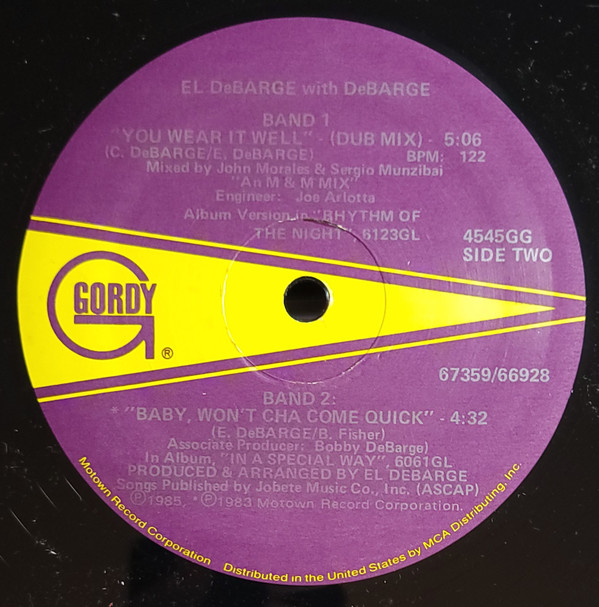 EL DeBARGE with DeBARGE
BAND 1
"YOU WEAR IT WELL" - (DUB MIX) - 5:06
(C. DeBARGE/E. DeBARGE) BPM: 122
Mixed by John Morales & Sergio Munzibai
"An M & M MIX"
Engineer: Joe Arlotta
Album Version in "RHYTHM OF
THE NIGHT" 6123GL
4545GG
SIDE TWO
GORDY
®
67359/66928
BAND 2:
* "BABY, WON'T CHA COME QUICK" - 4:32
(E. DeBARGE/B. Fisher)
Associate Producer: Bobby DeBarge)
In Album, "IN A SPECIAL WAY", 6061GL
PRODUCED & ARRANGED BY EL DEBARGE
Songs Published by Jobete Music Co., Inc. (ASCAP)
℗1985, *℗1983 Motown Record Corporation.
Motown Record Corporation Distributed in the United States by MCA Distributing, Inc.